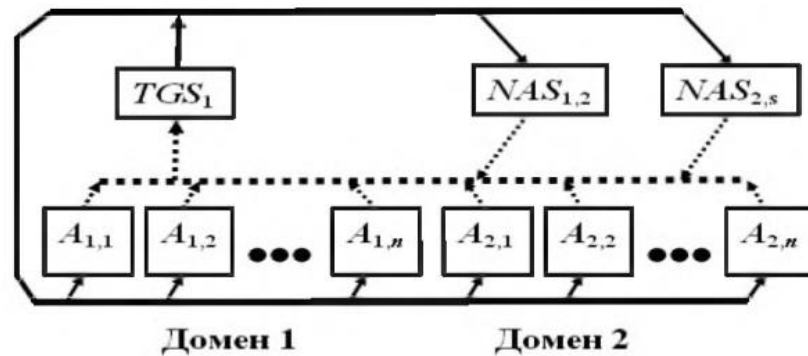 TGS₁ NAS₁,₂ NAS₂,ₛ
A₁,₁ A₁,₂ ●●● A₁,ₙ A₂,₁ A₂,₂ ●●● A₂,ₙ
Домен 1 Домен 2